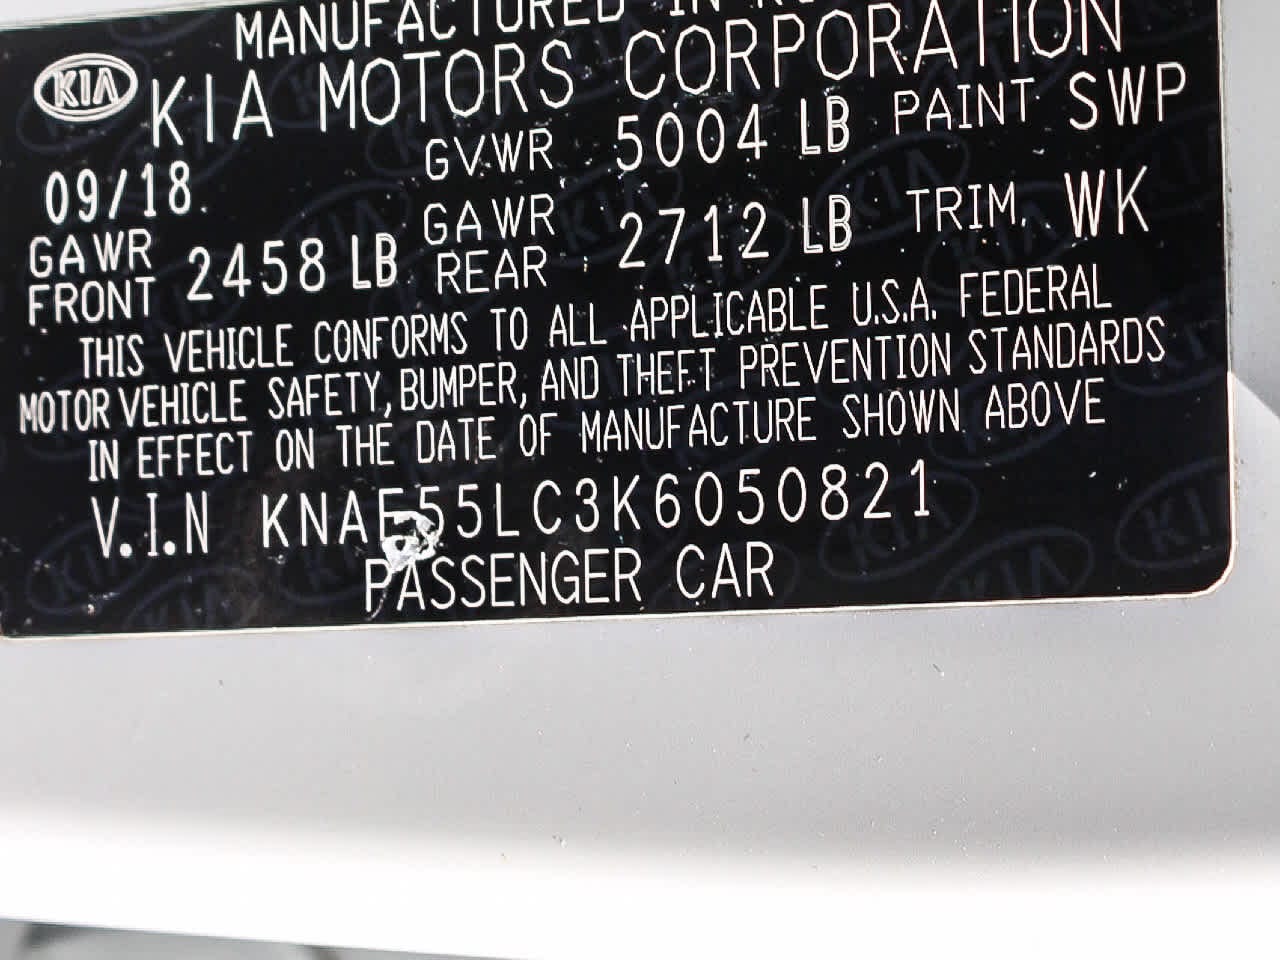 MANUFACTURED IN
KIA KIA MOTORS CORPORATION
09/18 GVWR 5004 LB PAINT SWP
GAWR FRONT 2458 LB GAWR REAR 2712 LB TRIM WK
THIS VEHICLE CONFORMS TO ALL APPLICABLE U.S.A. FEDERAL
MOTOR VEHICLE SAFETY, BUMPER, AND THEFT PREVENTION STANDARDS
IN EFFECT ON THE DATE OF MANUFACTURE SHOWN ABOVE
V.I.N KNAE55LC3K6050821
PASSENGER CAR